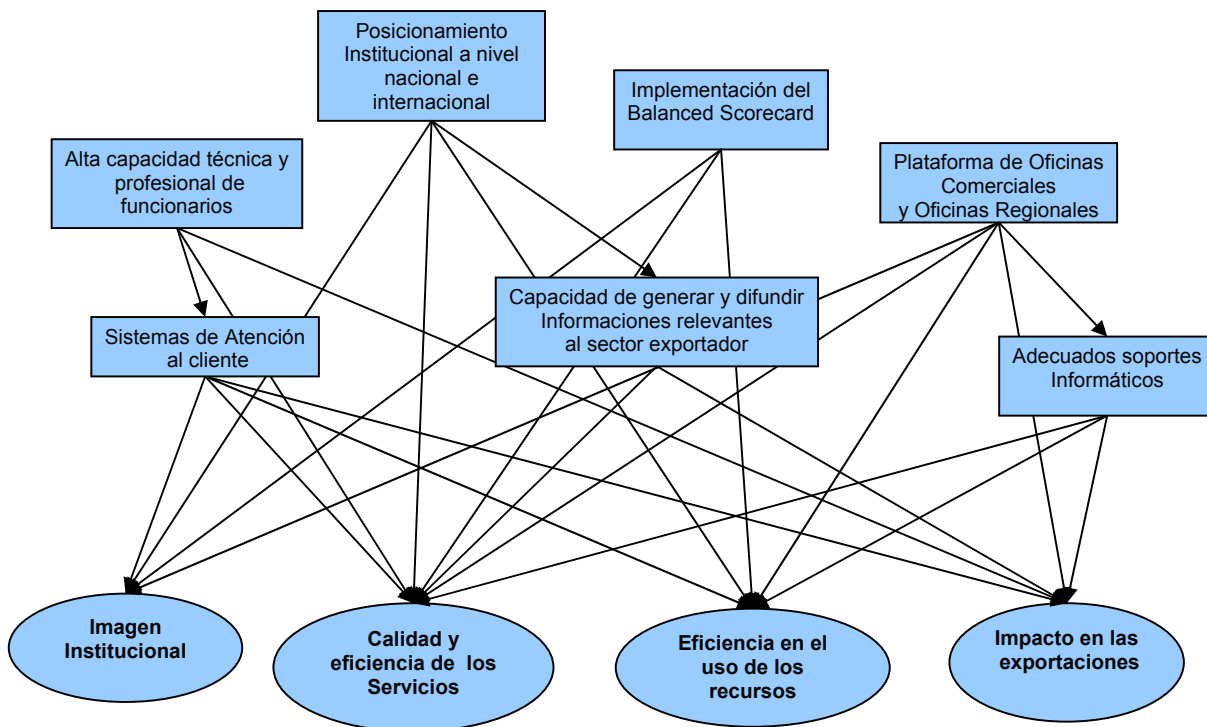 Posicionamiento
Institucional a nivel
nacional e
internacional
Implementación del
Balanced Scorecard
Alta capacidad técnica y
profesional de
funcionarios
Plataforma de Oficinas
Comerciales
y Oficinas Regionales
Sistemas de Atención
al cliente
Capacidad de generar y difundir
Informaciones relevantes
al sector exportador
Adecuados soportes
Informáticos
Imagen
Institucional
Calidad y
eficiencia de los
Servicios
Eficiencia en el
uso de los
recursos
Impacto en las
exportaciones